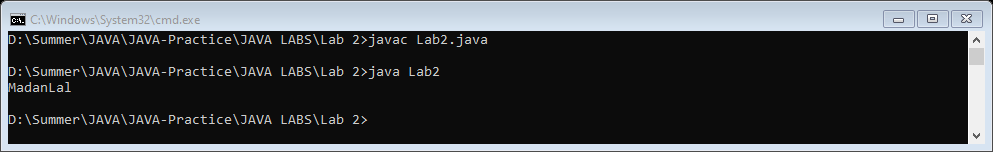 C:\Windows\System32\cmd.exe
D:\Summer\JAVA\JAVA-Practice\JAVA LABS\Lab 2>javac Lab2.java
D:\Summer\JAVA\JAVA-Practice\JAVA LABS\Lab 2>java Lab2
MadanLal
D:\Summer\JAVA\JAVA-Practice\JAVA LABS\Lab 2>